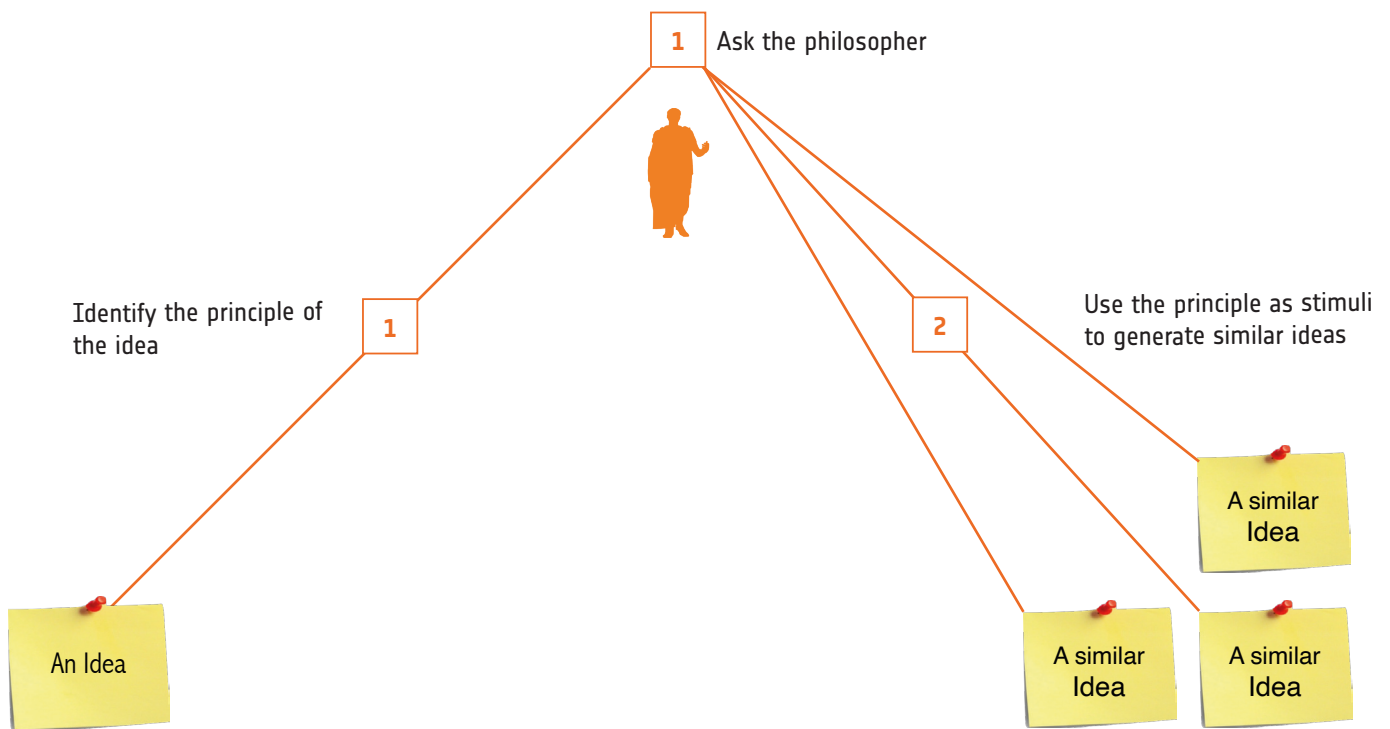 1 Ask the philosopher
Identify the principle of
the idea
1
2
Use the principle as stimuli
to generate similar ideas
A similar
Idea
An Idea
A similar
Idea
A similar
Idea